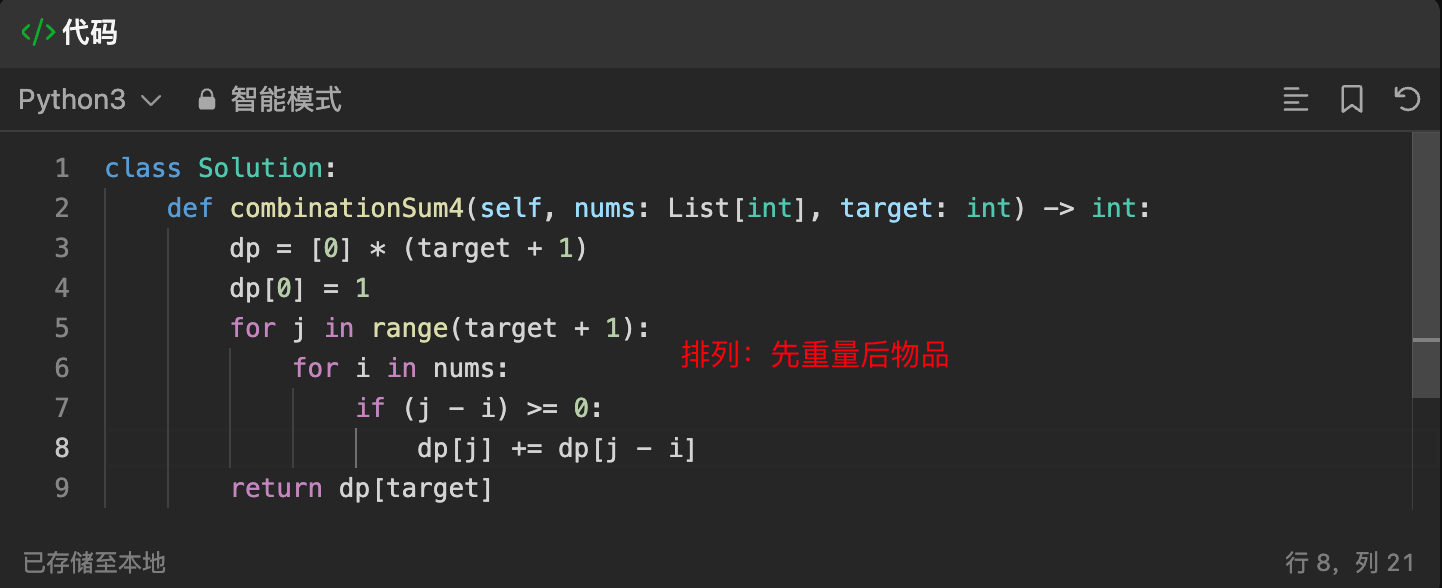 </> 代码
Python3 智能模式
1 class Solution:
2 def combinationSum4(self, nums: List[int], target: int) -> int:
3 dp = [0] * (target + 1)
4 dp[0] = 1
5 for j in range(target + 1):
排列：先重量后物品
6 for i in nums:
7 if (j - i) >= 0:
8 dp[j] += dp[j - i]
9 return dp[target]
已存储至本地 行 8，列 21